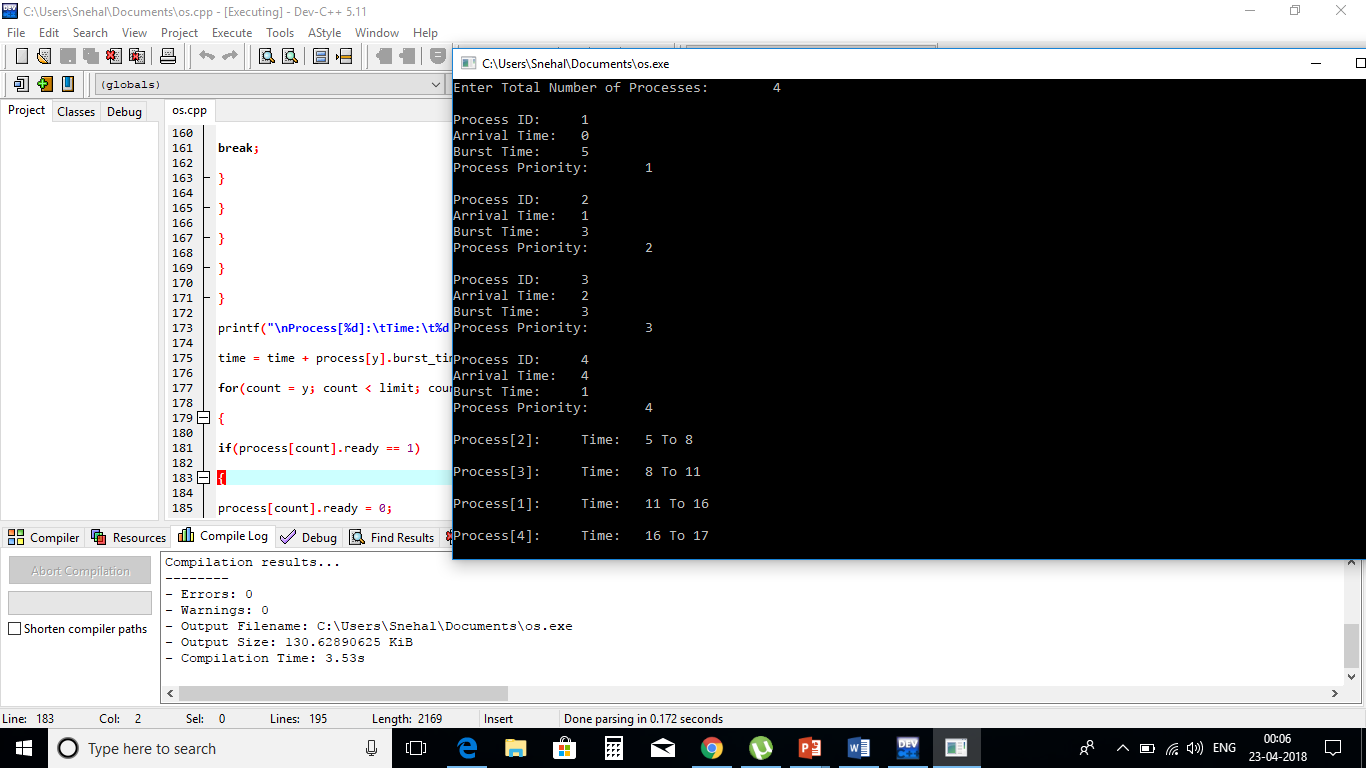 C:\Users\Snehal\Documents\os.cpp - [Executing] - Dev-C++ 5.11
File Edit Search View Project Execute Tools AStyle Window Help
(globals)
Project Classes Debug
os.cpp
160
161 break;
162
163 }
164
165 }
166
167 }
168
169 }
170
171 }
172
173 printf("\nProcess[%d]:\tTime:\t%d
174
175 time = time + process[y].burst_tim
176
177 for(count = y; count < limit; coun
178
179 {
180
181 if(process[count].ready == 1)
182
183 {
184
185 process[count].ready = 0;
C:\Users\Snehal\Documents\os.exe
Enter Total Number of Processes: 4
Process ID: 1
Arrival Time: 0
Burst Time: 5
Process Priority: 1
Process ID: 2
Arrival Time: 1
Burst Time: 3
Process Priority: 2
Process ID: 3
Arrival Time: 2
Burst Time: 3
Process Priority: 3
Process ID: 4
Arrival Time: 4
Burst Time: 1
Process Priority: 4
Process[2]: Time: 5 To 8
Process[3]: Time: 8 To 11
Process[1]: Time: 11 To 16
Process[4]: Time: 16 To 17
Compiler Resources Compile Log Debug Find Results
Abort Compilation
Shorten compiler paths
Compilation results...
--------
- Errors: 0
- Warnings: 0
- Output Filename: C:\Users\Snehal\Documents\os.exe
- Output Size: 130.62890625 KiB
- Compilation Time: 3.53s
Line: 183 Col: 2 Sel: 0 Lines: 195 Length: 2169 Insert Done parsing in 0.172 seconds
Type here to search
DEV
ENG
00:06
23-04-2018